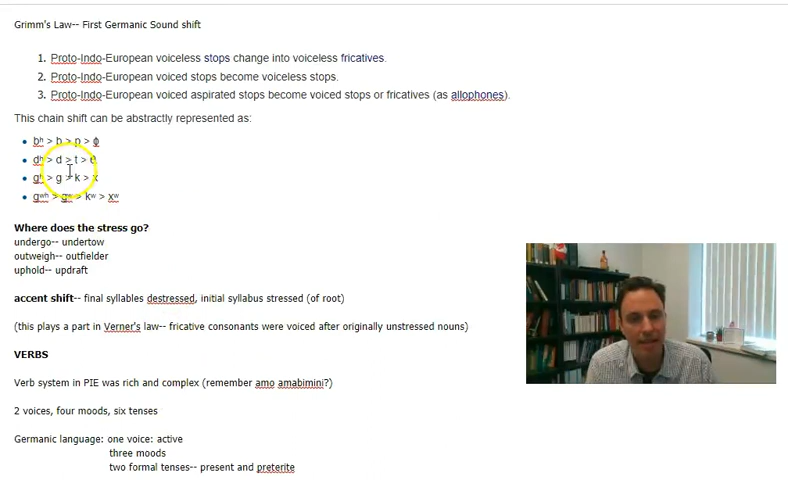 Grimm's Law-- First Germanic Sound shift
1. Proto-Indo-European voiceless stops change into voiceless fricatives.
2. Proto-Indo-European voiced stops become voiceless stops.
3. Proto-Indo-European voiced aspirated stops become voiced stops or fricatives (as allophones).
This chain shift can be abstractly represented as:
• bʰ > b > p > ɸ
• dʰ > d > t > θ
• gʰ > g > k > x
• gʷʰ > gʷ > kʷ > xʷ
Where does the stress go?
undergo-- undertow
outweigh-- outfielder
uphold-- updraft
accent shift-- final syllables destressed, initial syllabus stressed (of root)
(this plays a part in Verner's law-- fricative consonants were voiced after originally unstressed nouns)
VERBS
Verb system in PIE was rich and complex (remember amo amabimini?)
2 voices, four moods, six tenses
Germanic language: one voice: active
three moods
two formal tenses-- present and preterite